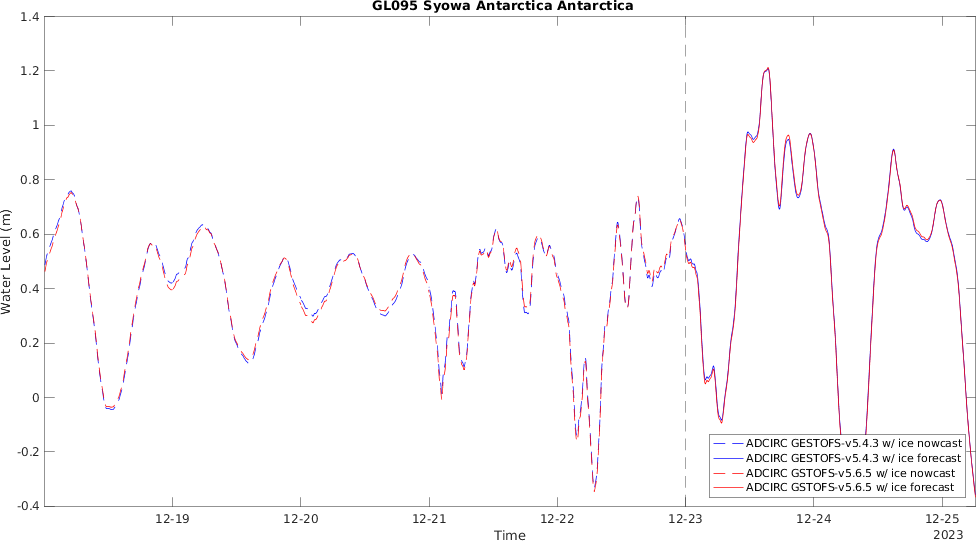 GL095 Syowa Antarctica Antarctica
1.4
1.2
1
0.8
0.6
0.4
0.2
0
-0.2
-0.4
Water Level (m)
12-19
12-20
12-21
12-22
12-23
12-24
12-25
Time
2023
ADCIRC GESTOFS-v5.4.3 w/ ice nowcast
ADCIRC GESTOFS-v5.4.3 w/ ice forecast
ADCIRC GSTOFS-v5.6.5 w/ ice nowcast
ADCIRC GSTOFS-v5.6.5 w/ ice forecast